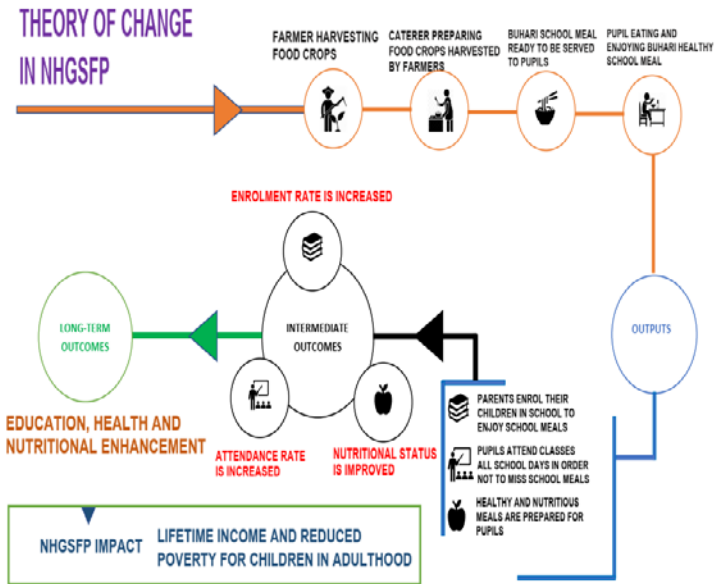 THEORY OF CHANGE
IN NHGSFP
FARMER HARVESTING
FOOD CROPS
CATERER PREPARING
FOOD CROPS HARVESTED
BY FARMERS
BUHARI SCHOOL MEAL
READY TO BE SERVED
TO PUPILS
PUPIL EATING AND
ENJOYING BUHARI HEALTHY
SCHOOL MEAL
ENROLMENT RATE IS INCREASED
LONG-TERM
OUTCOMES
INTERMEDIATE
OUTCOMES
OUTPUTS
EDUCATION, HEALTH AND
NUTRITIONAL ENHANCEMENT
ATTENDANCE RATE
IS INCREASED
NUTRITIONAL STATUS
IS IMPROVED
PARENTS ENROL THEIR
CHILDREN IN SCHOOL TO
ENJOY SCHOOL MEALS
PUPILS ATTEND CLASSES
ALL SCHOOL DAYS IN ORDER
NOT TO MISS SCHOOL MEALS
HEALTHY AND NUTRITIOUS
MEALS ARE PREPARED FOR
PUPILS
NHGSFP IMPACT
LIFETIME INCOME AND REDUCED
POVERTY FOR CHILDREN IN ADULTHOOD